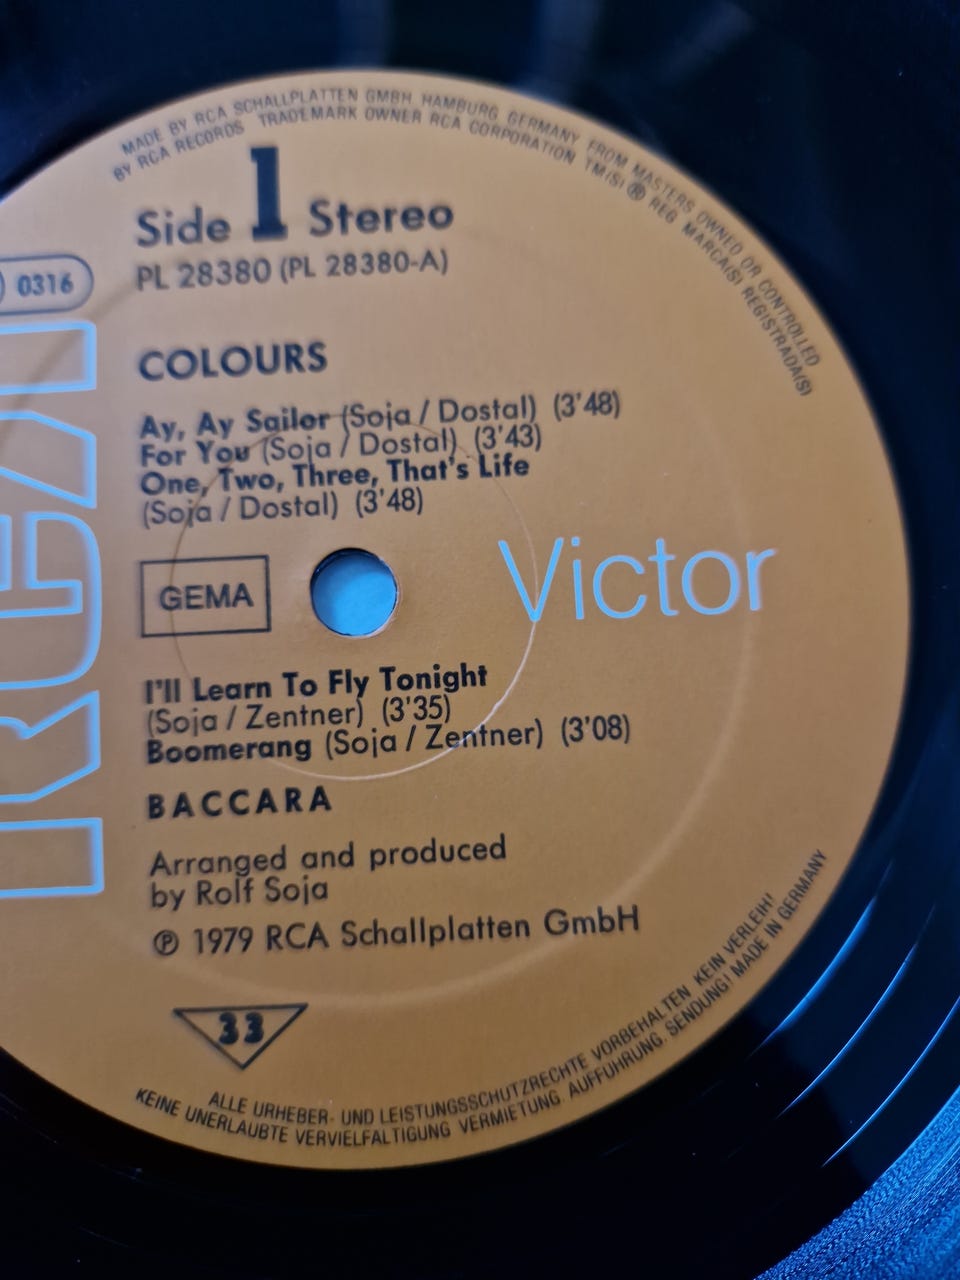 MADE BY RCA SCHALLPLATTEN GMBH HAMBURG GERMANY FROM MASTERS OWNED OR CONTROLLED
BY RCA RECORDS TRADEMARK OWNER RCA CORPORATION TM(S) ® REG MARCA(S) REGISTRADA(S)
Side 1 Stereo
PL 28380 (PL 28380-A)
0316
RCA
COLOURS
Ay, Ay Sailor (Soja / Dostal) (3'48)
For You (Soja / Dostal) (3'43)
One, Two, Three, That's Life
(Soja / Dostal) (3'48)
GEMA
Victor
I'll Learn To Fly Tonight
(Soja / Zentner) (3'35)
Boomerang (Soja / Zentner) (3'08)
BACCARA
Arranged and produced
by Rolf Soja
℗ 1979 RCA Schallplatten GmbH
33
ALLE URHEBER- UND LEISTUNGSSCHUTZRECHTE VORBEHALTEN KEIN VERLEIH!
KEINE UNERLAUBTE VERVIELFALTIGUNG VERMIETUNG AUFFUHRUNG. SENDUNG! MADE IN GERMANY